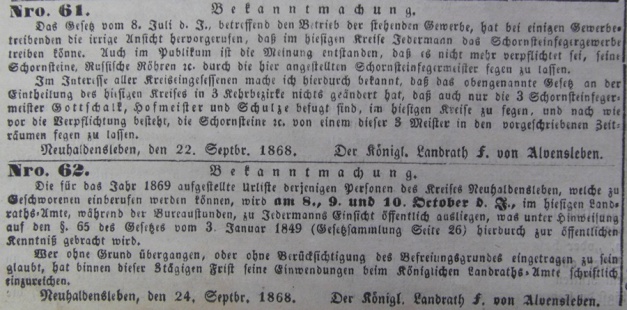 Nro. 61. Bekanntmachung.
Das Gesetz vom 8. Juli d. J., betreffend den Betrieb der stehenden Gewerbe, hat bei einigen Gewerbe-
treibenden die irrige Ansicht hervorgerufen, daß im hiesigen Kreise Jedermann das Schornsteinfegergewerbe
treiben könne. Auch im Publikum ist die Meinung entstanden, daß es nicht mehr verpflichtet sei, seine
Schornsteine, Russische Röhren ꝛc. durch die hier angestellten Schornsteinfegermeister fegen zu lassen.
Im Interesse aller Kreiseingesessenen mache ich hierdurch bekannt, daß das obengenannte Gesetz an der
Eintheilung des hiesigen Kreises in 3 Kehrbezirke nichts geändert hat, daß auch nur die 3 Schornsteinfeger-
meister Gottschalk, Hofmeister und Schulze befugt sind, im hiesigen Kreise zu fegen, und nach wie
vor die Verpflichtung besteht, die Schornsteine ꝛc. von einem dieser 3 Meister in den vorgeschriebenen Zeit-
räumen fegen zu lassen.
Neuhaldensleben, den 22. Septbr. 1868. Der Königl. Landrath F. von Alvensleben.
Nro. 62. Bekanntmachung.
Die für das Jahr 1869 aufgestellte Urliste derjenigen Personen des Kreises Neuhaldensleben, welche zu
Geschworenen einberufen werden können, wird am 8., 9. und 10. October d. J., im hiesigen Land-
raths-Amte, während der Bureaustunden, zu Jedermanns Einsicht öffentlich ausliegen, was unter Hinweisung
auf den §. 65 des Gesetzes vom 3. Januar 1849 (Gesetzsammlung Seite 26) hierdurch zur öffentlichen
Kenntniß gebracht wird.
Wer ohne Grund übergangen, oder ohne Berücksichtigung des Befreiungsgrundes eingetragen zu sein
glaubt, hat binnen dieser 3tägigen Frist seine Einwendungen beim Königlichen Landraths-Amte schriftlich
einzureichen.
Neuhaldensleben, den 24. Septbr. 1868. Der Königl. Landrath F. von Alvensleben.